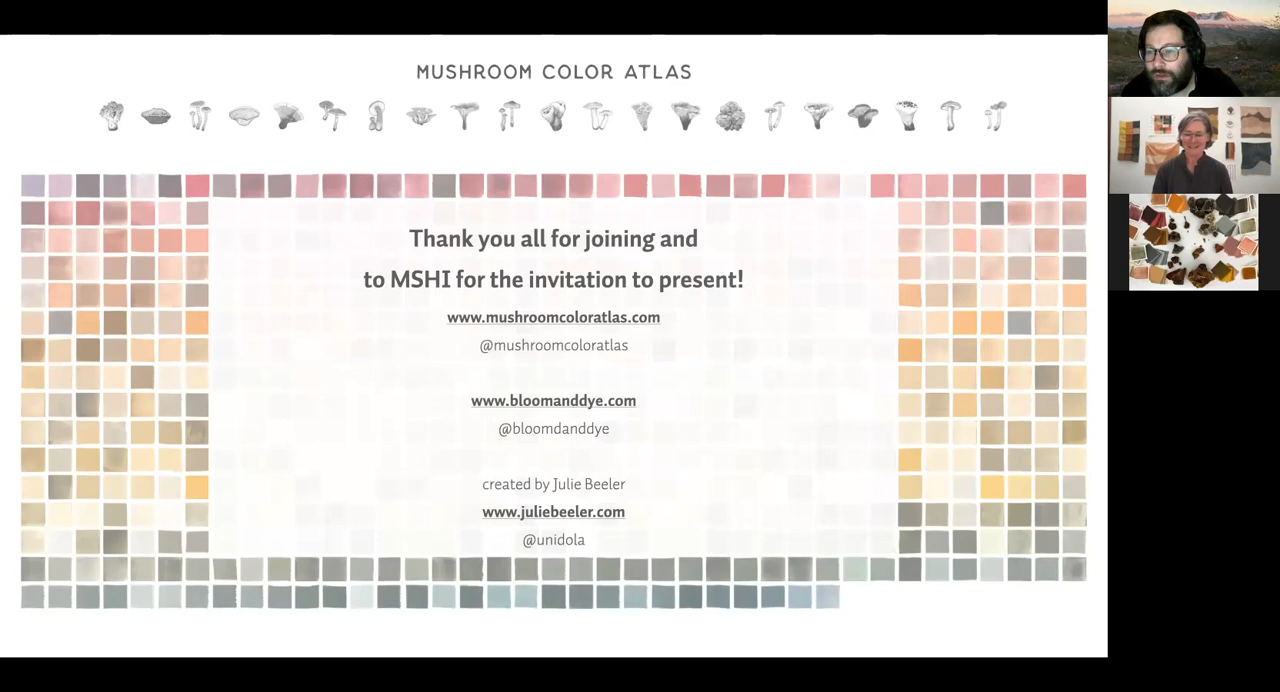 MUSHROOM COLOR ATLAS
Thank you all for joining and
to MSHI for the invitation to present!
www.mushroomcoloratlas.com
@mushroomcoloratlas
www.bloomanddye.com
@bloomdanddye
created by Julie Beeler
www.juliebeeler.com
@unidola